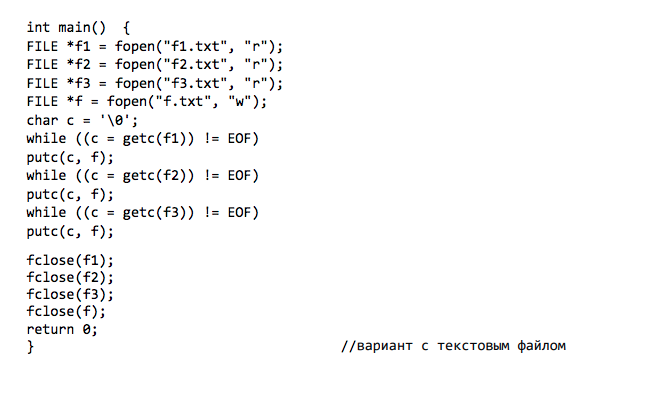 int main()  {
FILE *f1 = fopen("f1.txt", "r");
FILE *f2 = fopen("f2.txt", "r");
FILE *f3 = fopen("f3.txt", "r");
FILE *f = fopen("f.txt", "w");
char c = '\0';
while ((c = getc(f1)) != EOF)
putc(c, f);
while ((c = getc(f2)) != EOF)
putc(c, f);
while ((c = getc(f3)) != EOF)
putc(c, f);
fclose(f1);
fclose(f2);
fclose(f3);
fclose(f);
return 0;
} //вариант с текстовым файлом